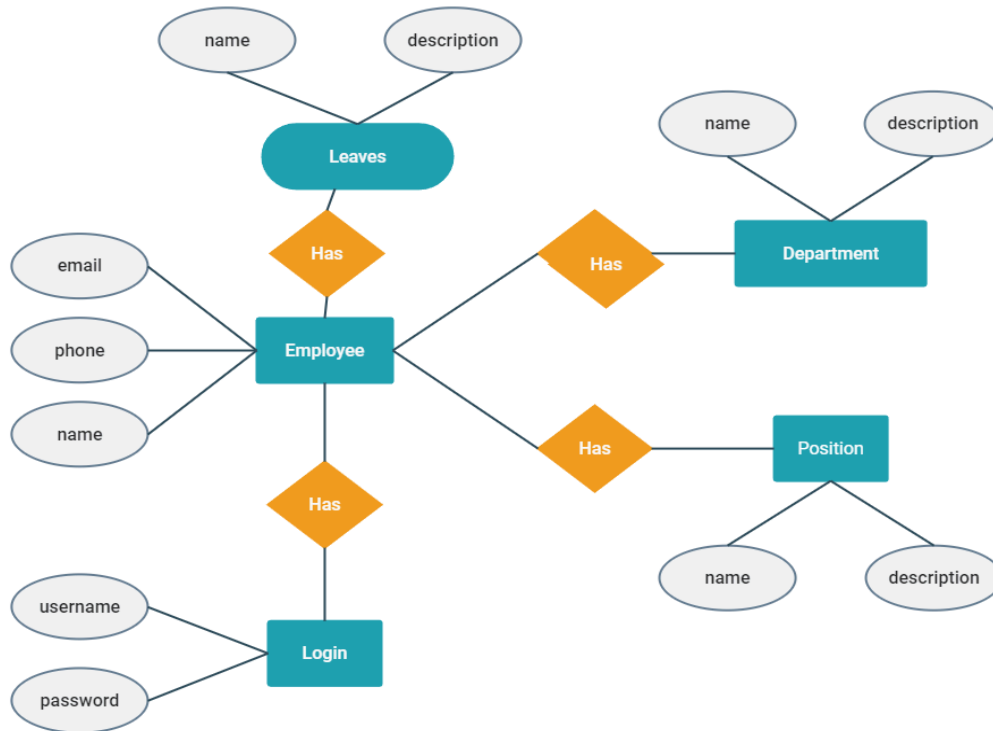 name
description
Leaves
name
description
Has
Has
Department
email
Employee
phone
name
Has
Position
Has
name
description
username
Login
password